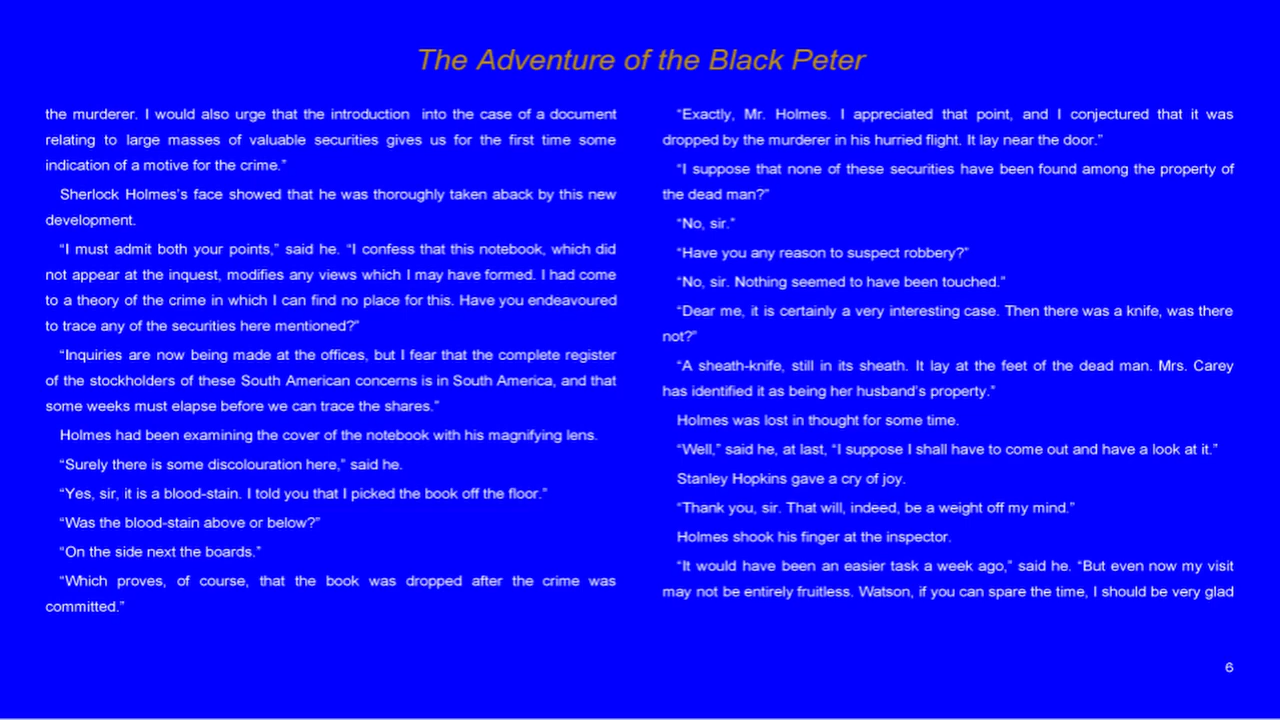 The Adventure of the Black Peter
the murderer. I would also urge that the introduction into the case of a document
relating to large masses of valuable securities gives us for the first time some
indication of a motive for the crime.”
Sherlock Holmes’s face showed that he was thoroughly taken aback by this new
development.
“I must admit both your points,” said he. “I confess that this notebook, which did
not appear at the inquest, modifies any views which I may have formed. I had come
to a theory of the crime in which I can find no place for this. Have you endeavoured
to trace any of the securities here mentioned?”
“Inquiries are now being made at the offices, but I fear that the complete register
of the stockholders of these South American concerns is in South America, and that
some weeks must elapse before we can trace the shares.”
Holmes had been examining the cover of the notebook with his magnifying lens.
“Surely there is some discolouration here,” said he.
“Yes, sir, it is a blood-stain. I told you that I picked the book off the floor.”
“Was the blood-stain above or below?”
“On the side next the boards.”
“Which proves, of course, that the book was dropped after the crime was
committed.”
“Exactly, Mr. Holmes. I appreciated that point, and I conjectured that it was
dropped by the murderer in his hurried flight. It lay near the door.”
“I suppose that none of these securities have been found among the property of
the dead man?”
“No, sir.”
“Have you any reason to suspect robbery?”
“No, sir. Nothing seemed to have been touched.”
“Dear me, it is certainly a very interesting case. Then there was a knife, was there
not?”
“A sheath-knife, still in its sheath. It lay at the feet of the dead man. Mrs. Carey
has identified it as being her husband’s property.”
Holmes was lost in thought for some time.
“Well,” said he, at last, “I suppose I shall have to come out and have a look at it.”
Stanley Hopkins gave a cry of joy.
“Thank you, sir. That will, indeed, be a weight off my mind.”
Holmes shook his finger at the inspector.
“It would have been an easier task a week ago,” said he. “But even now my visit
may not be entirely fruitless. Watson, if you can spare the time, I should be very glad
6